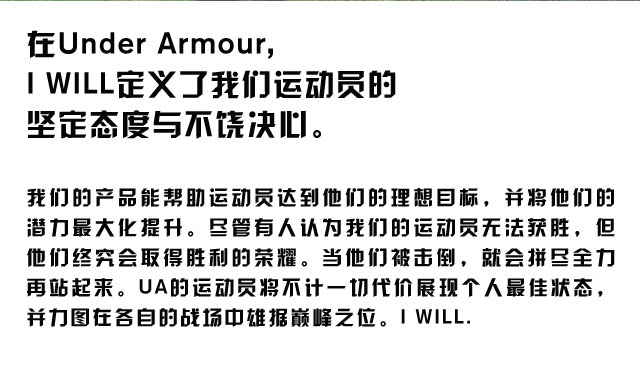 在Under Armour,
I WILL定义了我们运动员的
坚定态度与不饶决心。
我们的产品能帮助运动员达到他们的理想目标，并将他们的
潜力最大化提升。尽管有人认为我们的运动员无法获胜，但
他们终究会取得胜利的荣耀。当他们被击倒，就会拼尽全力
再站起来。UA的运动员将不计一切代价展现个人最佳状态，
并力图在各自的战场中雄据巅峰之位。I WILL.